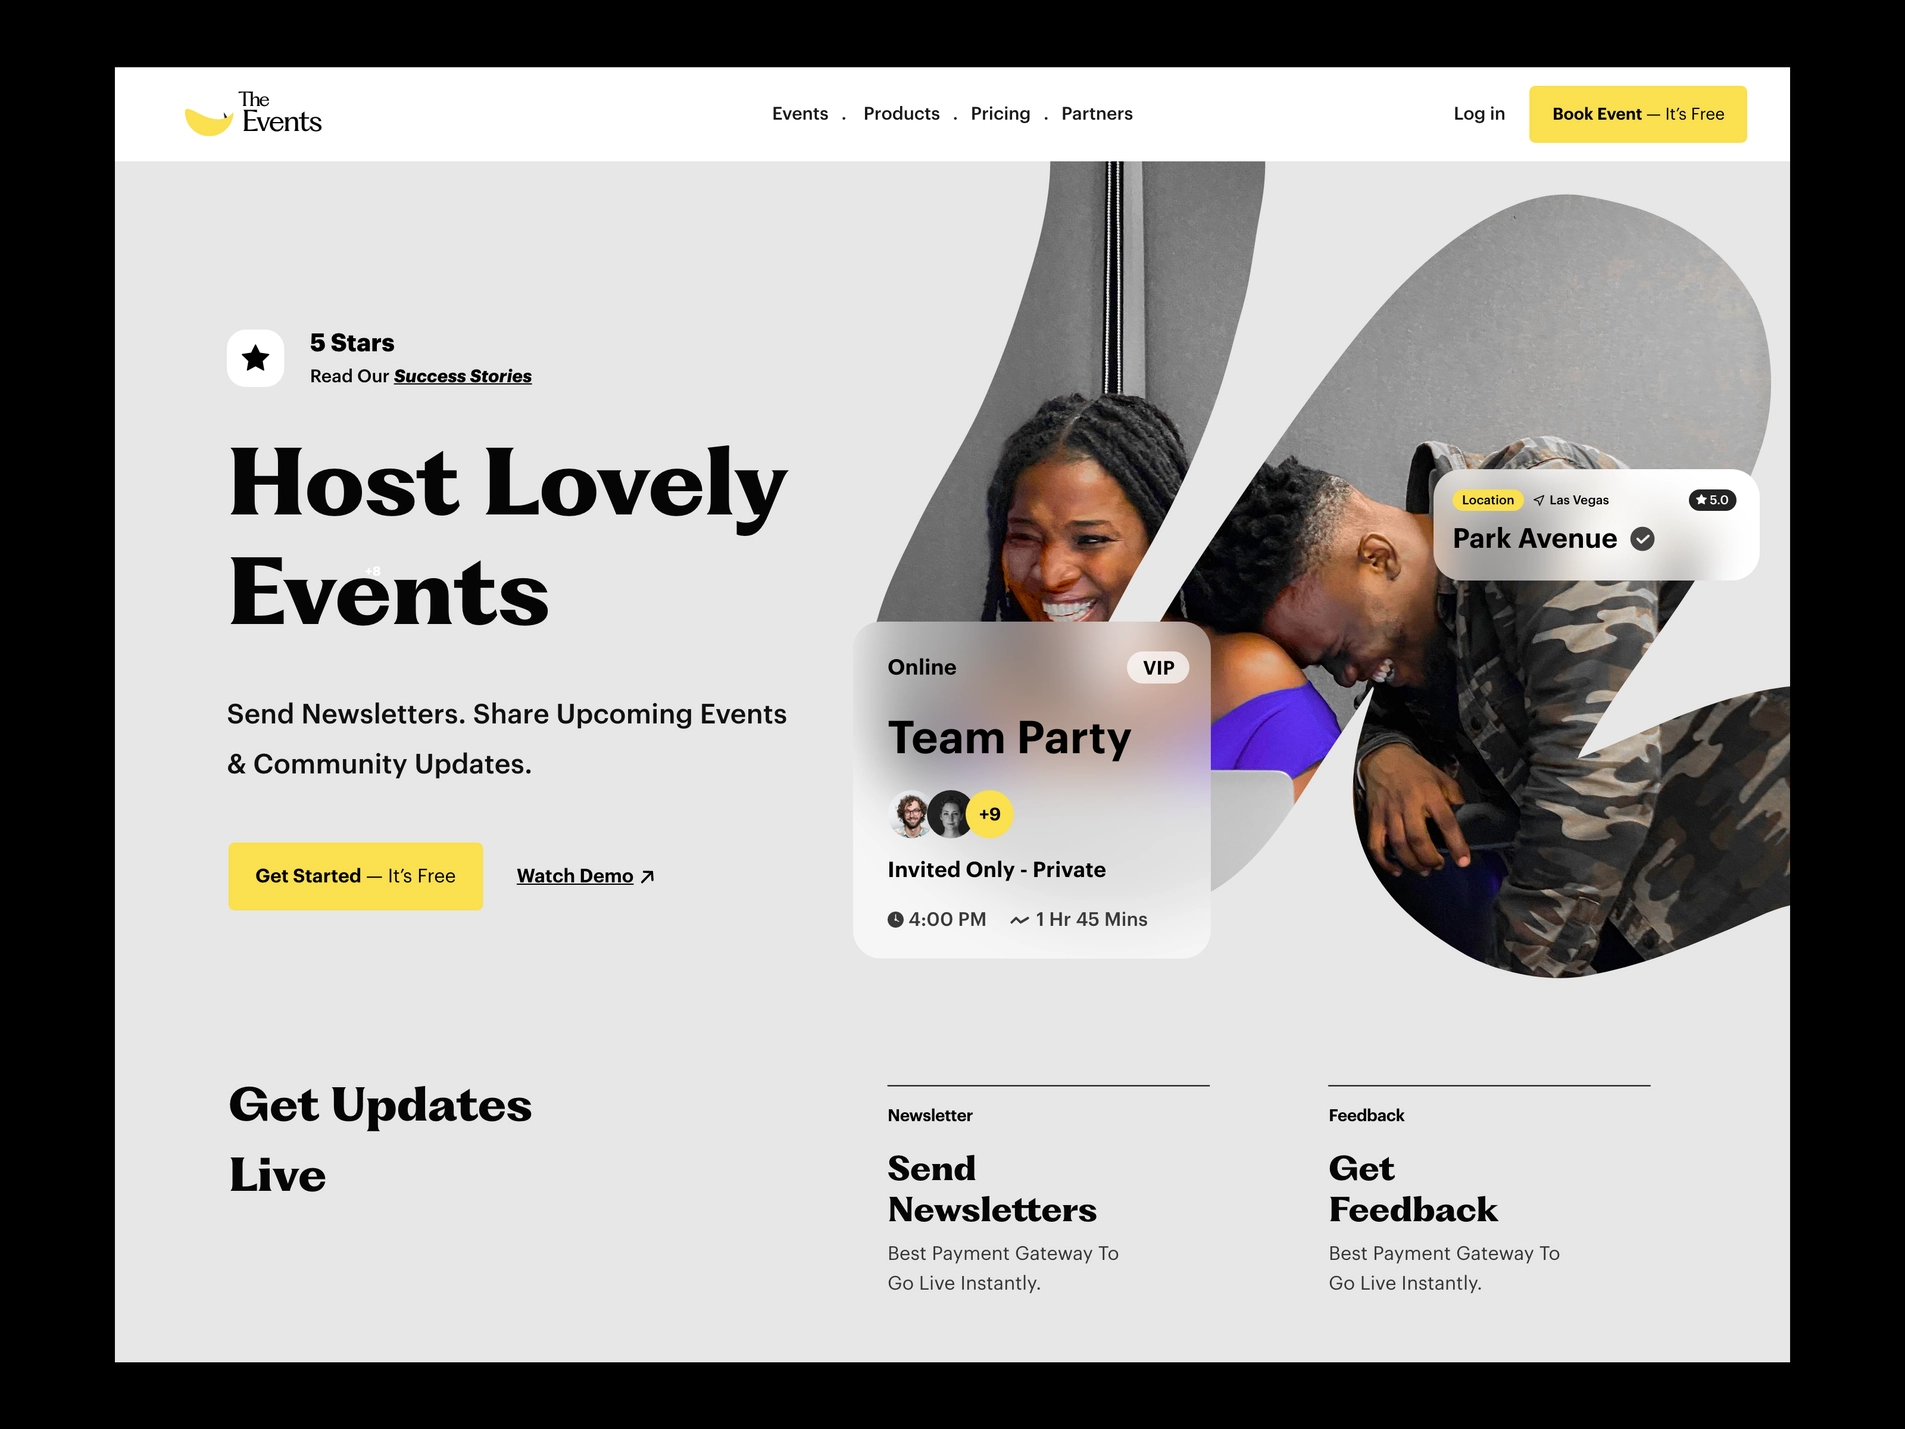 The
Events
Events . Products . Pricing . Partners
Log in
Book Event — It's Free
5 Stars
Read Our Success Stories
Host Lovely
Events
+8
Send Newsletters. Share Upcoming Events
& Community Updates.
Get Started — It's Free
Watch Demo
Location
Las Vegas
5.0
Park Avenue
Online
VIP
Team Party
+9
Invited Only - Private
4:00 PM
1 Hr 45 Mins
Get Updates
Live
Newsletter
Send
Newsletters
Best Payment Gateway To
Go Live Instantly.
Feedback
Get
Feedback
Best Payment Gateway To
Go Live Instantly.